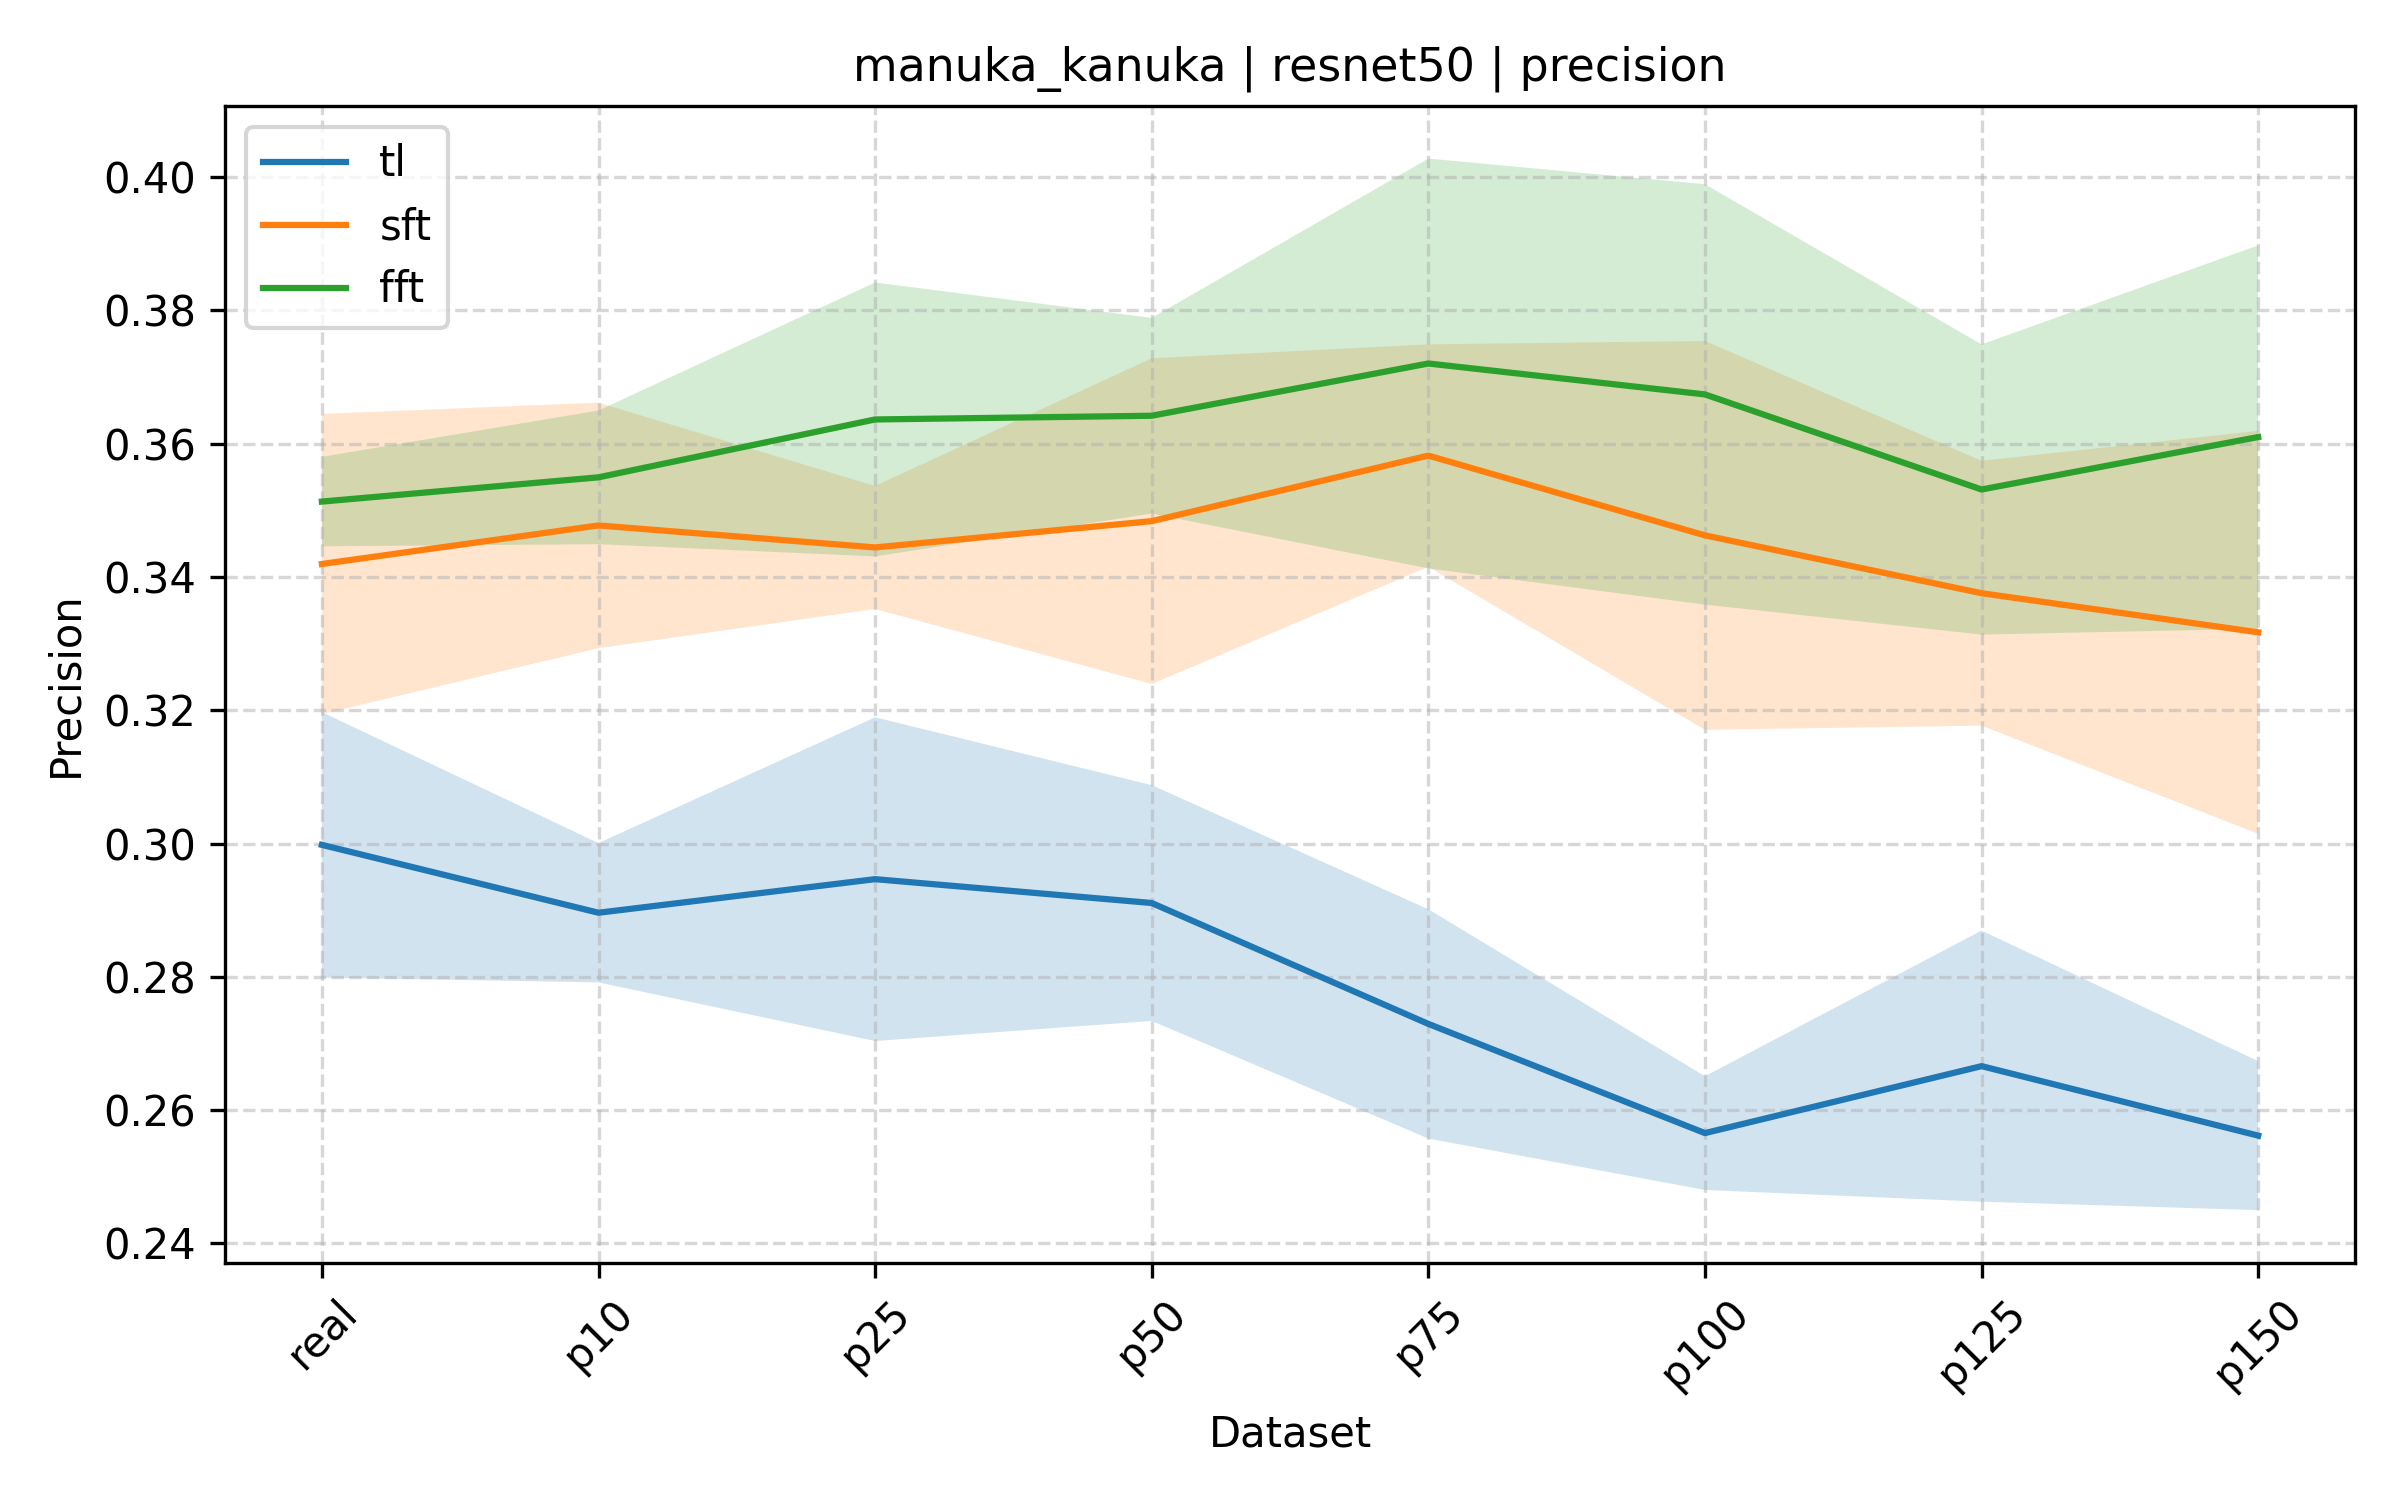 manuka_kanuka | resnet50 | precision
tl
sft
fft
0.40
0.38
0.36
0.34
0.32
0.30
0.28
0.26
0.24
Precision
real
p10
p25
p50
p75
p100
p125
p150
Dataset